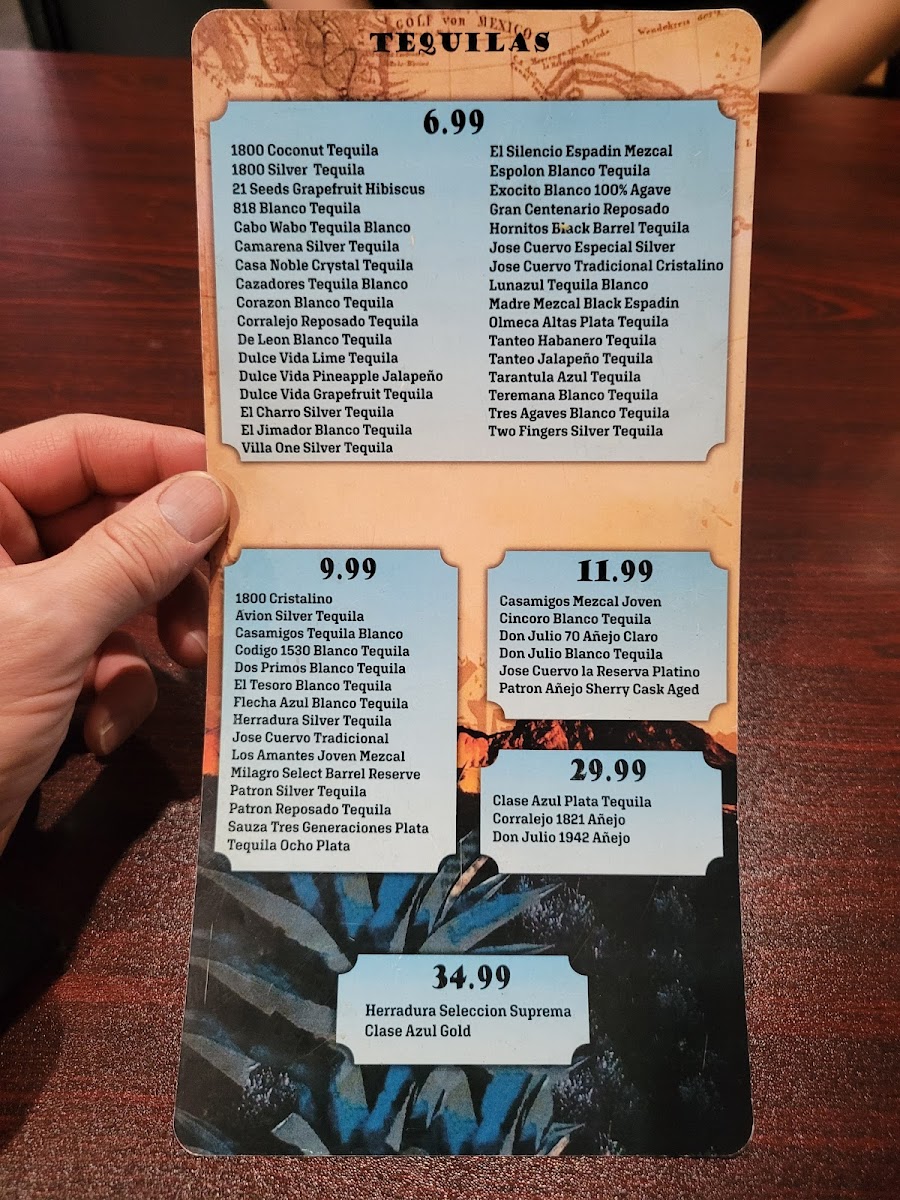 GOLF von MEXICO
Wendekreis der
TEQUILAS
6.99
1800 Coconut Tequila
1800 Silver Tequila
21 Seeds Grapefruit Hibiscus
818 Blanco Tequila
Cabo Wabo Tequila Blanco
Camarena Silver Tequila
Casa Noble Crystal Tequila
Cazadores Tequila Blanco
Corazon Blanco Tequila
Corralejo Reposado Tequila
De Leon Blanco Tequila
Dulce Vida Lime Tequila
Dulce Vida Pineapple Jalapeño
Dulce Vida Grapefruit Tequila
El Charro Silver Tequila
El Jimador Blanco Tequila
Villa One Silver Tequila
El Silencio Espadin Mezcal
Espolon Blanco Tequila
Exocito Blanco 100% Agave
Gran Centenario Reposado
Hornitos Black Barrel Tequila
Jose Cuervo Especial Silver
Jose Cuervo Tradicional Cristalino
Lunazul Tequila Blanco
Madre Mezcal Black Espadin
Olmeca Altas Plata Tequila
Tanteo Habanero Tequila
Tanteo Jalapeño Tequila
Tarantula Azul Tequila
Teremana Blanco Tequila
Tres Agaves Blanco Tequila
Two Fingers Silver Tequila
9.99
1800 Cristalino
Avion Silver Tequila
Casamigos Tequila Blanco
Codigo 1530 Blanco Tequila
Dos Primos Blanco Tequila
El Tesoro Blanco Tequila
Flecha Azul Blanco Tequila
Herradura Silver Tequila
Jose Cuervo Tradicional
Los Amantes Joven Mezcal
Milagro Select Barrel Reserve
Patron Silver Tequila
Patron Reposado Tequila
Sauza Tres Generaciones Plata
Tequila Ocho Plata
11.99
Casamigos Mezcal Joven
Cincoro Blanco Tequila
Don Julio 70 Añejo Claro
Don Julio Blanco Tequila
Jose Cuervo la Reserva Platino
Patron Añejo Sherry Cask Aged
29.99
Clase Azul Plata Tequila
Corralejo 1821 Añejo
Don Julio 1942 Añejo
34.99
Herradura Seleccion Suprema
Clase Azul Gold